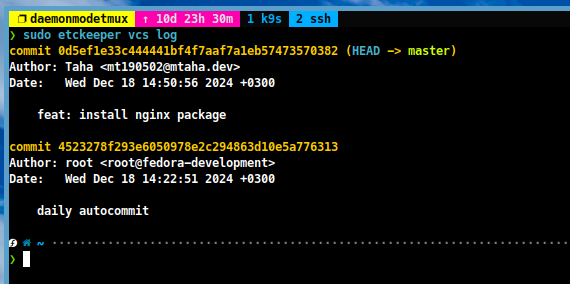 daemonmodetmux ↑ 10d 23h 30m 1 k9s 2 ssh
❯ sudo etckeeper vcs log
commit 0d5ef1e33c444441bf4f7aaf7a1eb57473570382 (HEAD -> master)
Author: Taha <mt190502@mtaha.dev>
Date:   Wed Dec 18 14:50:56 2024 +0300
feat: install nginx package
commit 4523278f293e6050978e2c294863d10e5a776313
Author: root <root@fedora-development>
Date:   Wed Dec 18 14:22:51 2024 +0300
daily autocommit
~
❯